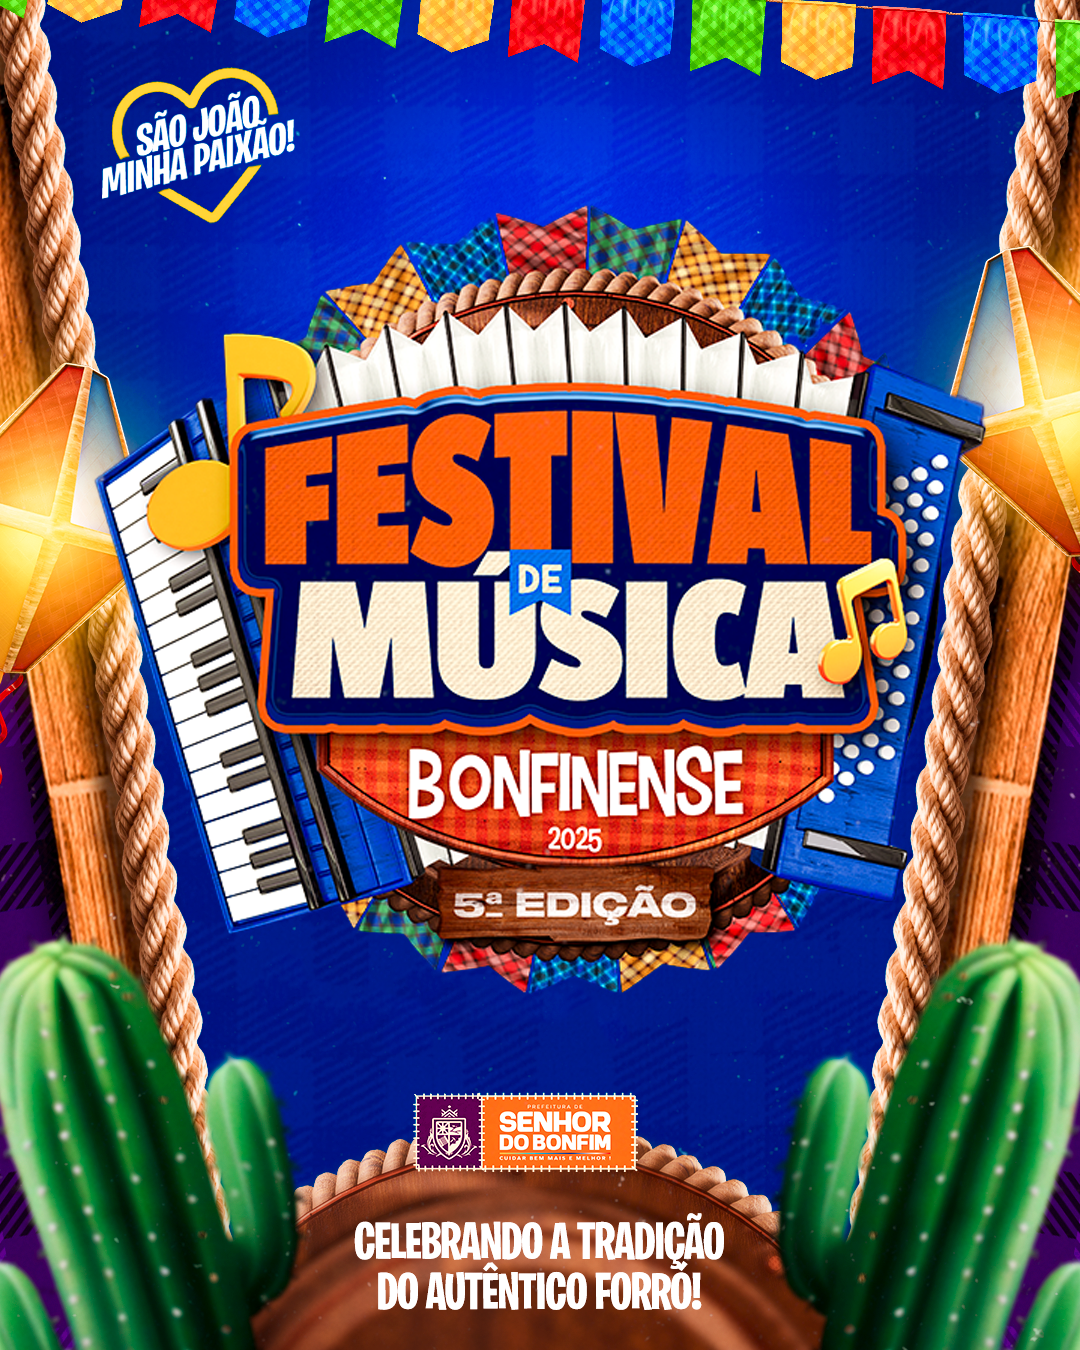 SÃO JOÃO,
MINHA PAIXÃO!
FESTIVAL
DE
MÚSICA
BONFINENSE
2025
5ª EDIÇÃO
PREFEITURA DE
SENHOR
DO BONFIM
CUIDAR BEM MAIS E MELHOR!
CELEBRANDO A TRADIÇÃO
DO AUTÊNTICO FORRÓ!